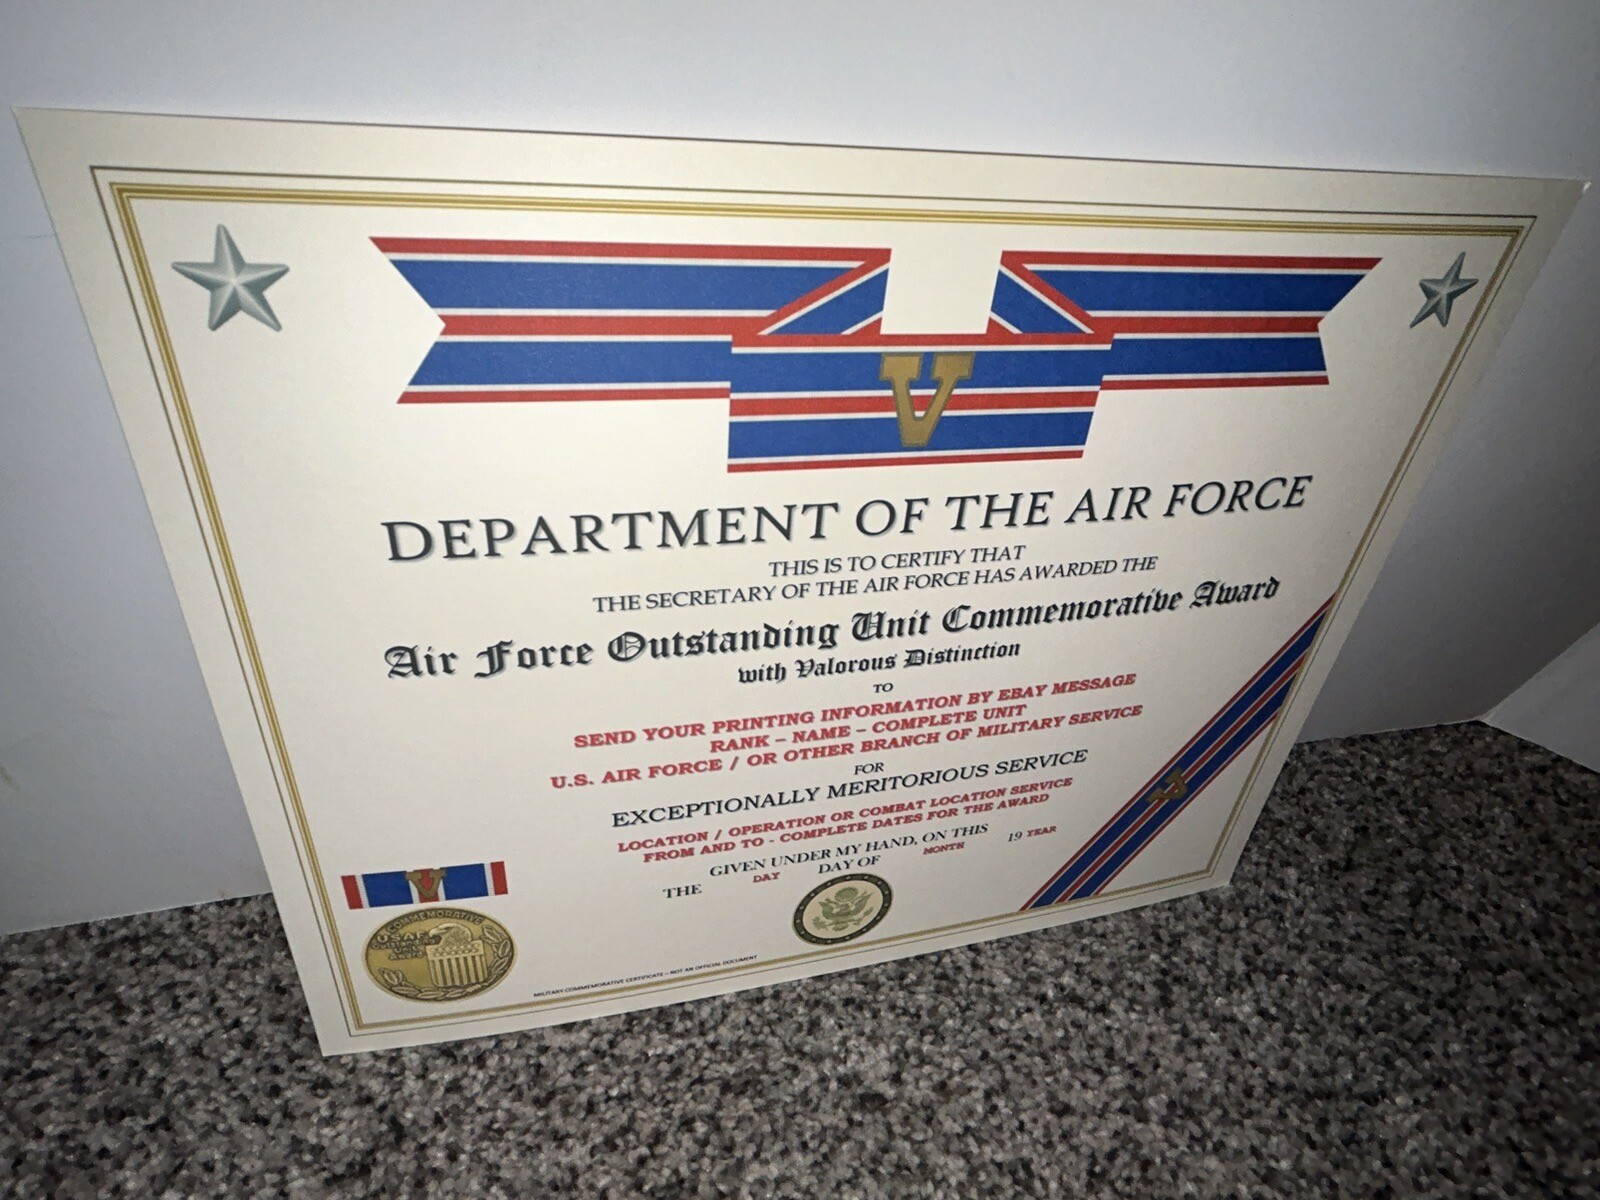 V
DEPARTMENT OF THE AIR FORCE
THIS IS TO CERTIFY THAT
THE SECRETARY OF THE AIR FORCE HAS AWARDED THE
Air Force Outstanding Unit Commemorative Award
with Valorous Distinction
TO
SEND YOUR PRINTING INFORMATION BY EBAY MESSAGE
RANK – NAME – COMPLETE UNIT
U.S. AIR FORCE / OR OTHER BRANCH OF MILITARY SERVICE
FOR
EXCEPTIONALLY MERITORIOUS SERVICE
LOCATION / OPERATION OR COMBAT LOCATION SERVICE
FROM AND TO - COMPLETE DATES FOR THE AWARD
GIVEN UNDER MY HAND, ON THIS
THE DAY DAY OF MONTH 19 YEAR
V
V
COMMEMORATIVE
USAF
OUTSTANDING
UNIT
AWARD
MILITARY COMMEMORATIVE CERTIFICATE – NOT AN OFFICIAL DOCUMENT